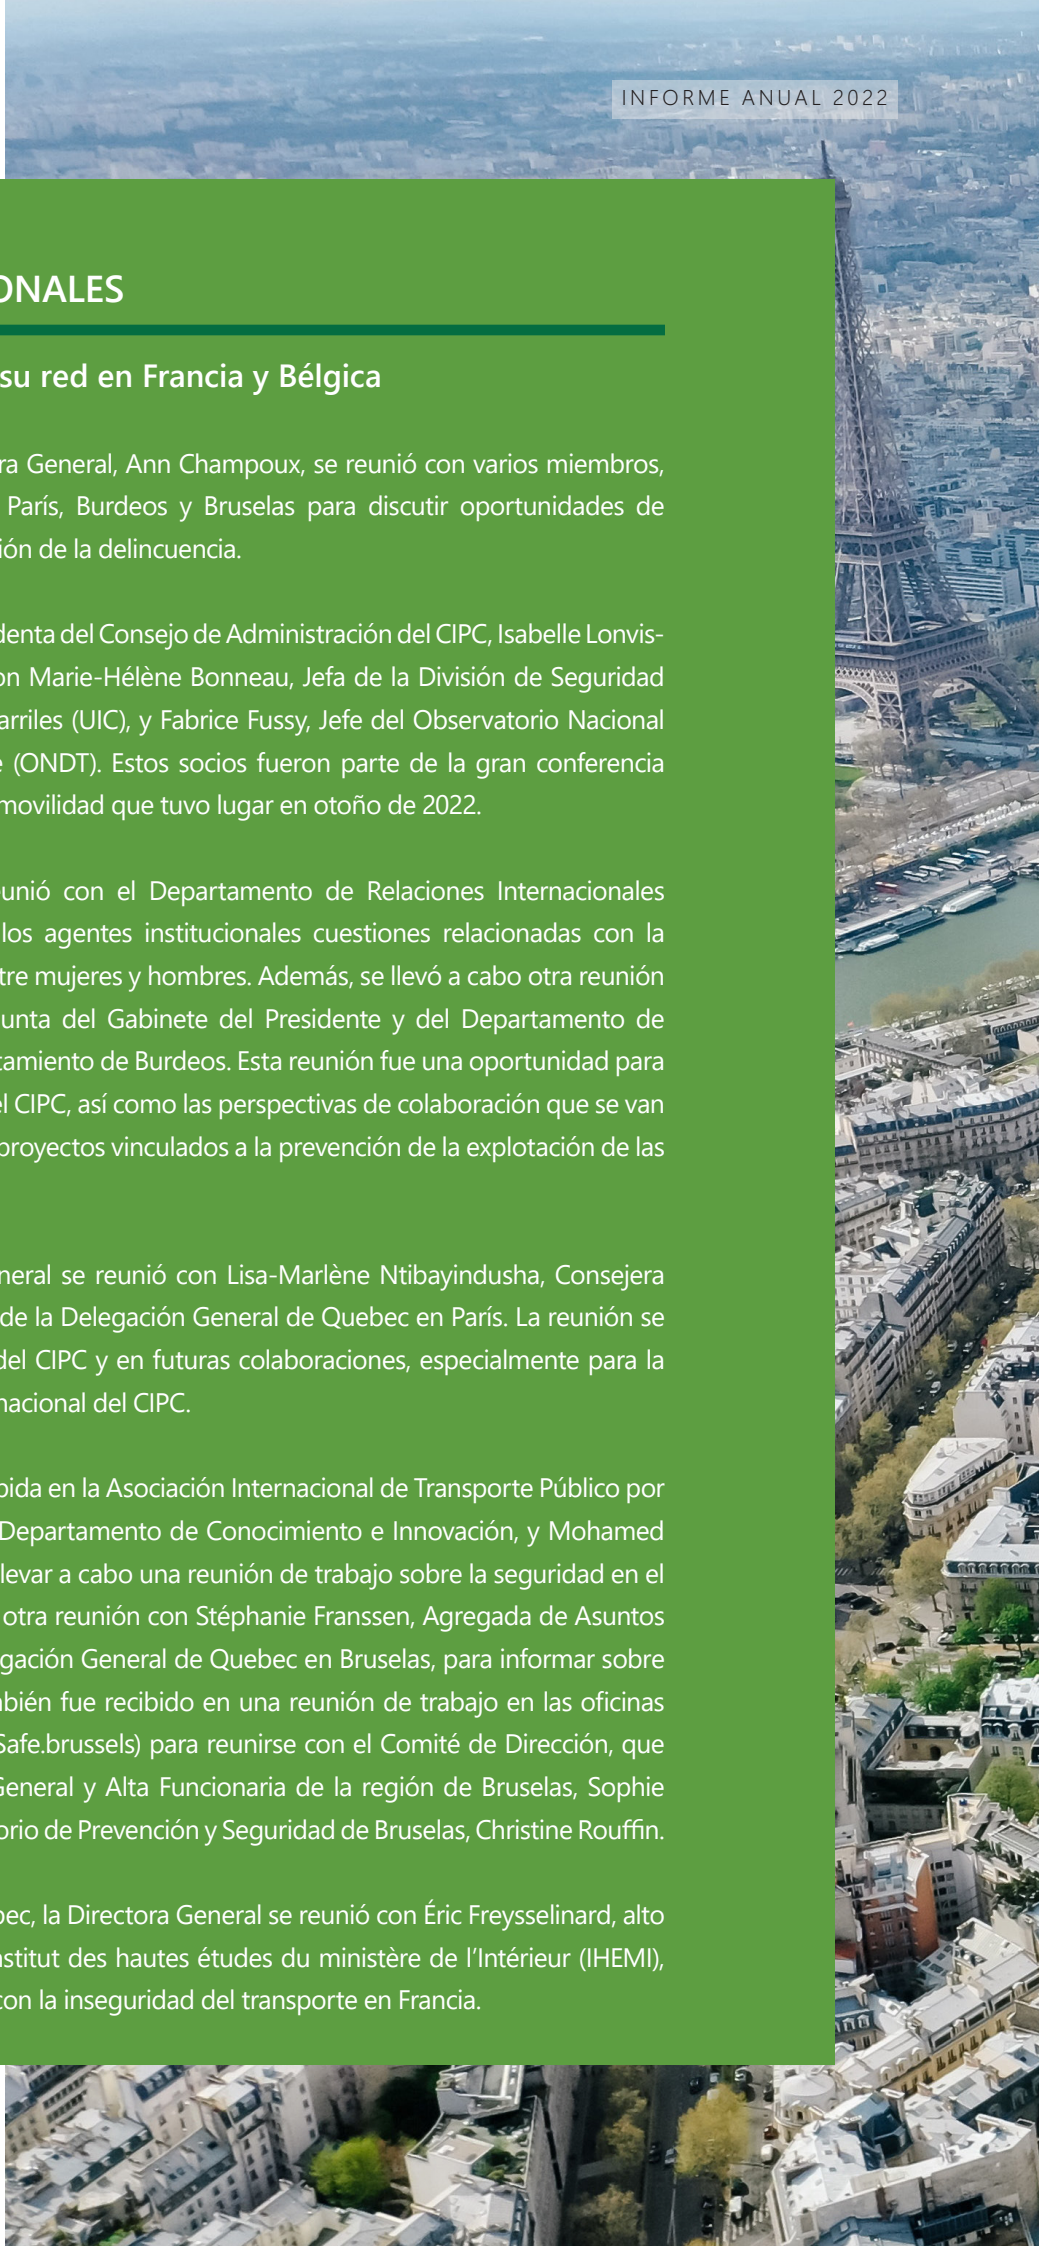 INFORME ANUAL 2022
ONALES
su red en Francia y Bélgica
ra General, Ann Champoux, se reunió con varios miembros,
París, Burdeos y Bruselas para discutir oportunidades de
ión de la delincuencia.
denta del Consejo de Administración del CIPC, Isabelle Lonvis-
on Marie-Hélène Bonneau, Jefa de la División de Seguridad
arriles (UIC), y Fabrice Fussy, Jefe del Observatorio Nacional
e (ONDT). Estos socios fueron parte de la gran conferencia
movilidad que tuvo lugar en otoño de 2022.
unió con el Departamento de Relaciones Internacionales
los agentes institucionales cuestiones relacionadas con la
tre mujeres y hombres. Además, se llevó a cabo otra reunión
unta del Gabinete del Presidente y del Departamento de
tamiento de Burdeos. Esta reunión fue una oportunidad para
el CIPC, así como las perspectivas de colaboración que se van
proyectos vinculados a la prevención de la explotación de las
neral se reunió con Lisa-Marlène Ntibayindusha, Consejera
de la Delegación General de Quebec en París. La reunión se
del CIPC y en futuras colaboraciones, especialmente para la
nacional del CIPC.
bida en la Asociación Internacional de Transporte Público por
Departamento de Conocimiento e Innovación, y Mohamed
levar a cabo una reunión de trabajo sobre la seguridad en el
otra reunión con Stéphanie Franssen, Agregada de Asuntos
gación General de Quebec en Bruselas, para informar sobre
mbién fue recibido en una reunión de trabajo en las oficinas
Safe.brussels) para reunirse con el Comité de Dirección, que
General y Alta Funcionaria de la región de Bruselas, Sophie
orio de Prevención y Seguridad de Bruselas, Christine Rouffin.
bec, la Directora General se reunió con Éric Freysselinard, alto
nstitut des hautes études du ministère de l'Intérieur (IHEMI),
con la inseguridad del transporte en Francia.